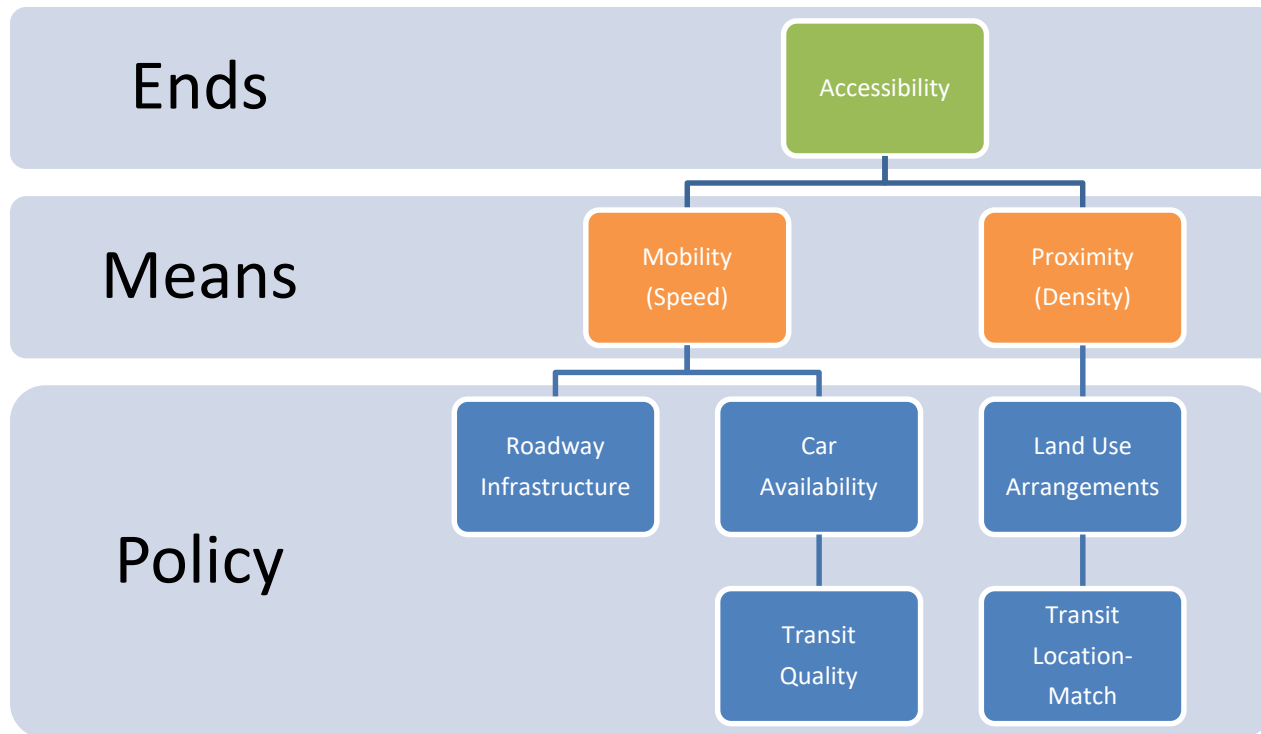 Ends
Accessibility
Means
Mobility
(Speed)
Proximity
(Density)
Policy
Roadway
Infrastructure
Car
Availability
Land Use
Arrangements
Transit
Quality
Transit
Location-
Match